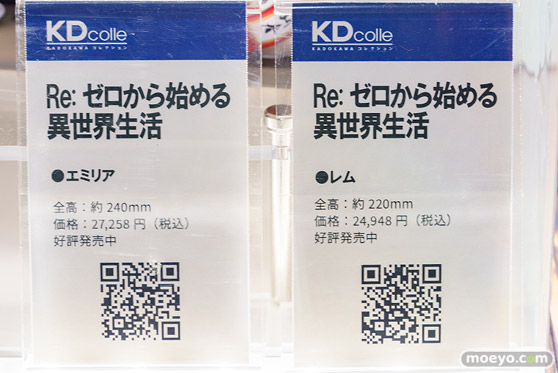 KDcolle
KADOKAWA コレクション
Re: ゼロから始める
異世界生活
●エミリア
全高：約 240mm
価格：27,258 円（税込）
好評発売中
KDcolle
KADOKAWA コレクション
Re: ゼロから始める
異世界生活
●レム
全高：約 220mm
価格：24,948 円（税込）
好評発売中
moeyo.com